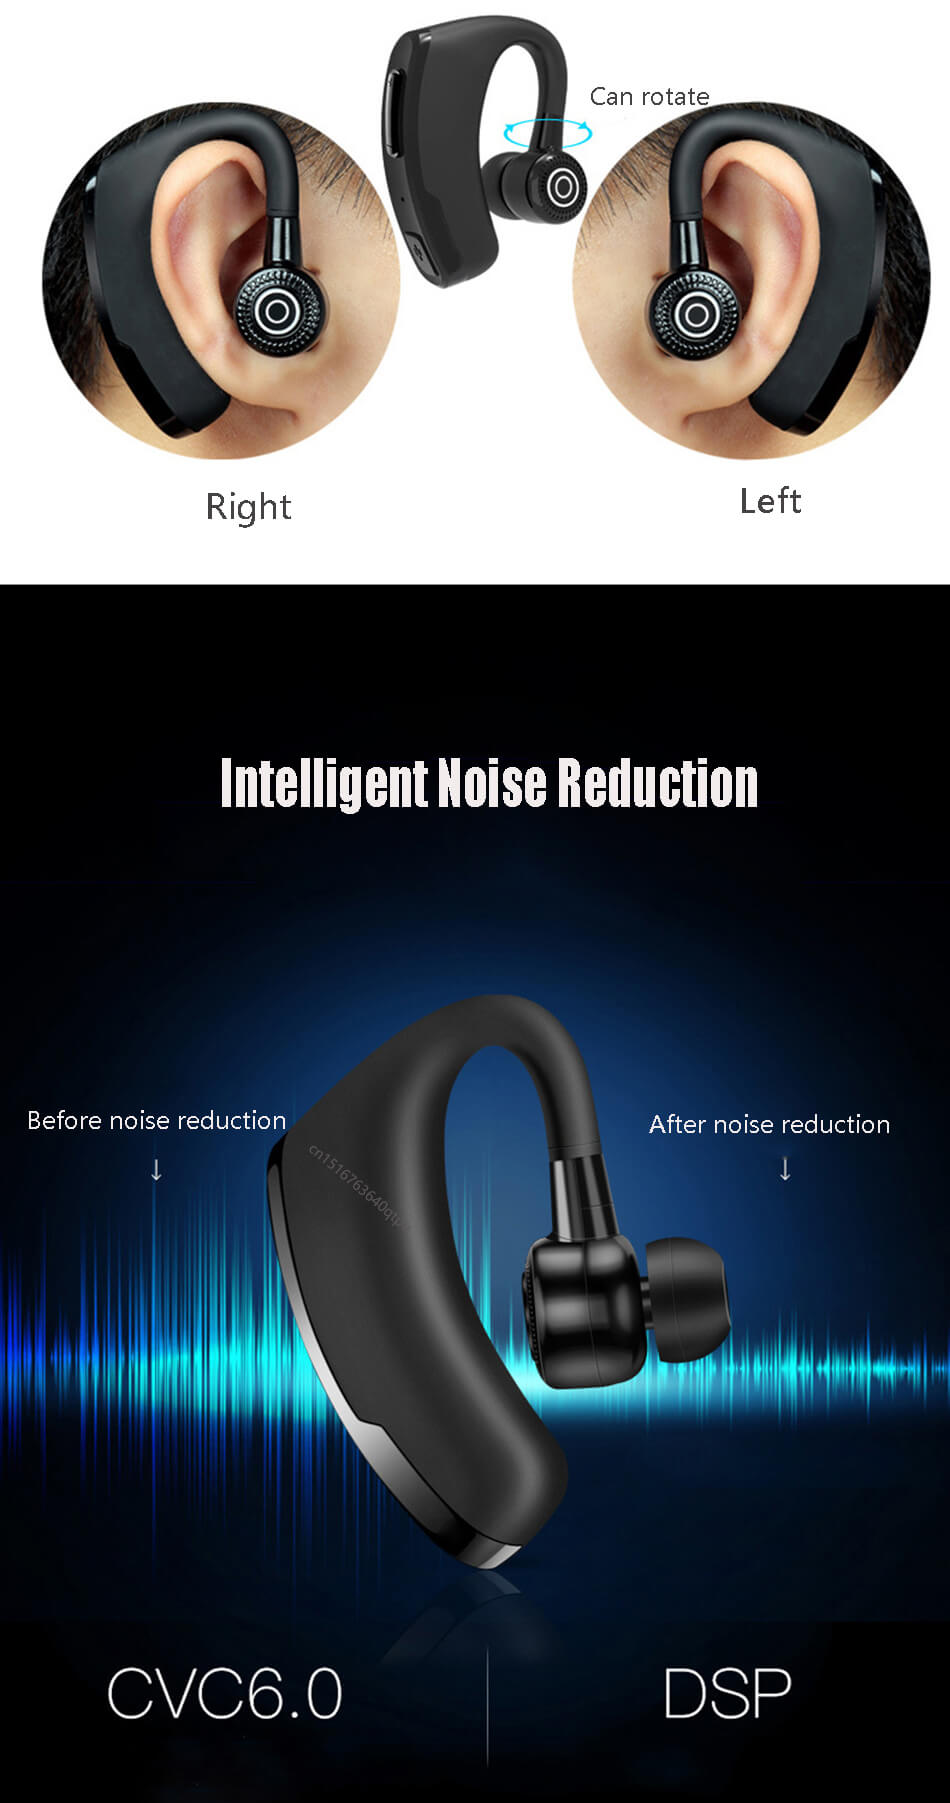 Can rotate
Right
Left
Intelligent Noise Reduction
Before noise reduction
After noise reduction
CVC6.0
DSP